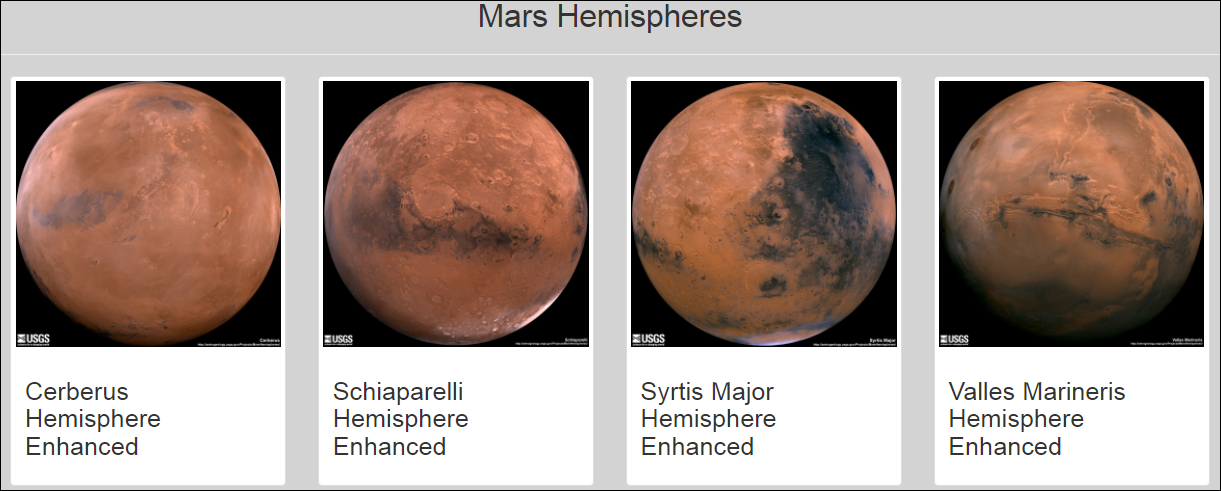 Mars Hemispheres
USGS
Cerberus
USGS
Schiaparelli
USGS
Syrtis Major
USGS
Valles Marineris
Cerberus
Hemisphere
Enhanced
Schiaparelli
Hemisphere
Enhanced
Syrtis Major
Hemisphere
Enhanced
Valles Marineris
Hemisphere
Enhanced